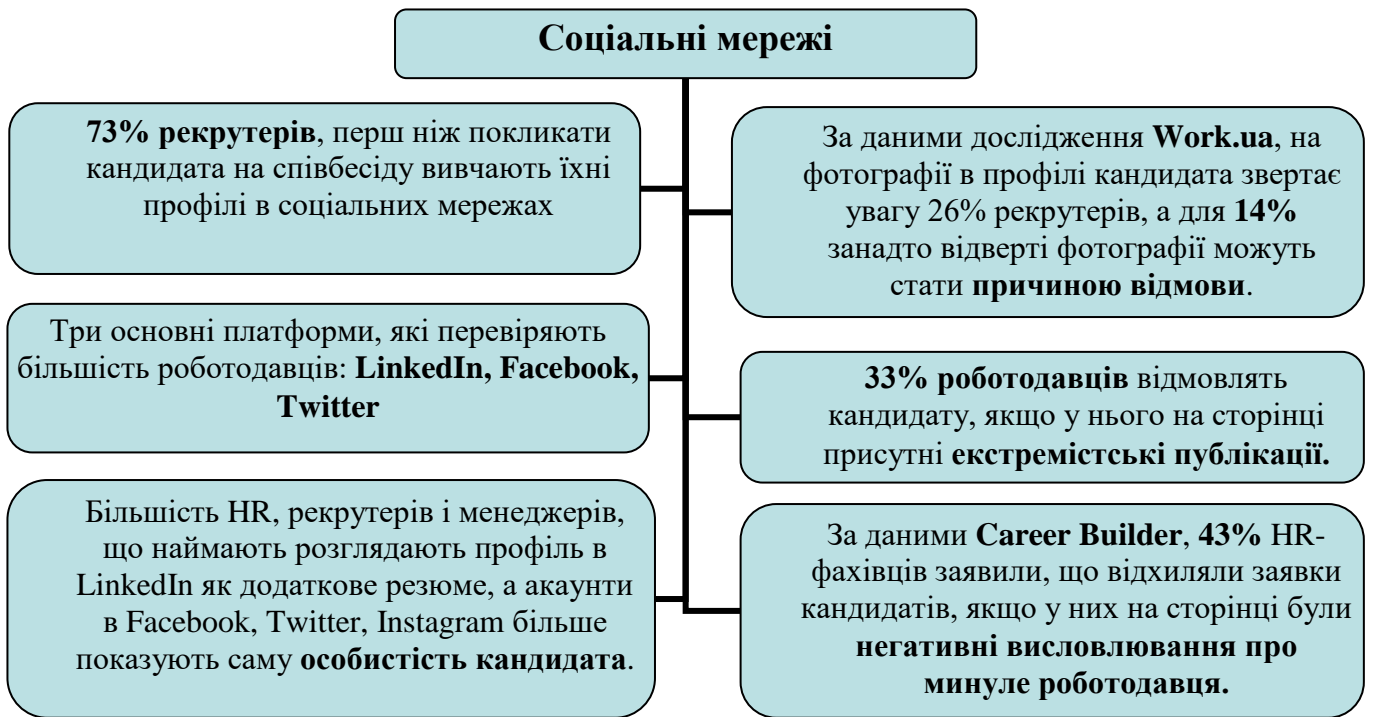 Соціальні мережі
73% рекрутерів, перш ніж покликати
кандидата на співбесіду вивчають їхні
профілі в соціальних мережах
За даними дослідження Work.ua, на
фотографії в профілі кандидата звертає
увагу 26% рекрутерів, а для 14%
занадто відверті фотографії можуть
стати причиною відмови.
Три основні платформи, які перевіряють
більшість роботодавців: LinkedIn, Facebook,
Twitter
33% роботодавців відмовлять
кандидату, якщо у нього на сторінці
присутні екстремістські публікації.
Більшість HR, рекрутерів і менеджерів,
що наймають розглядають профіль в
LinkedIn як додаткове резюме, а акаунти
в Facebook, Twitter, Instagram більше
показують саму особистість кандидата.
За даними Career Builder, 43% HR-
фахівців заявили, що відхиляли заявки
кандидатів, якщо у них на сторінці були
негативні висловлювання про
минуле роботодавця.